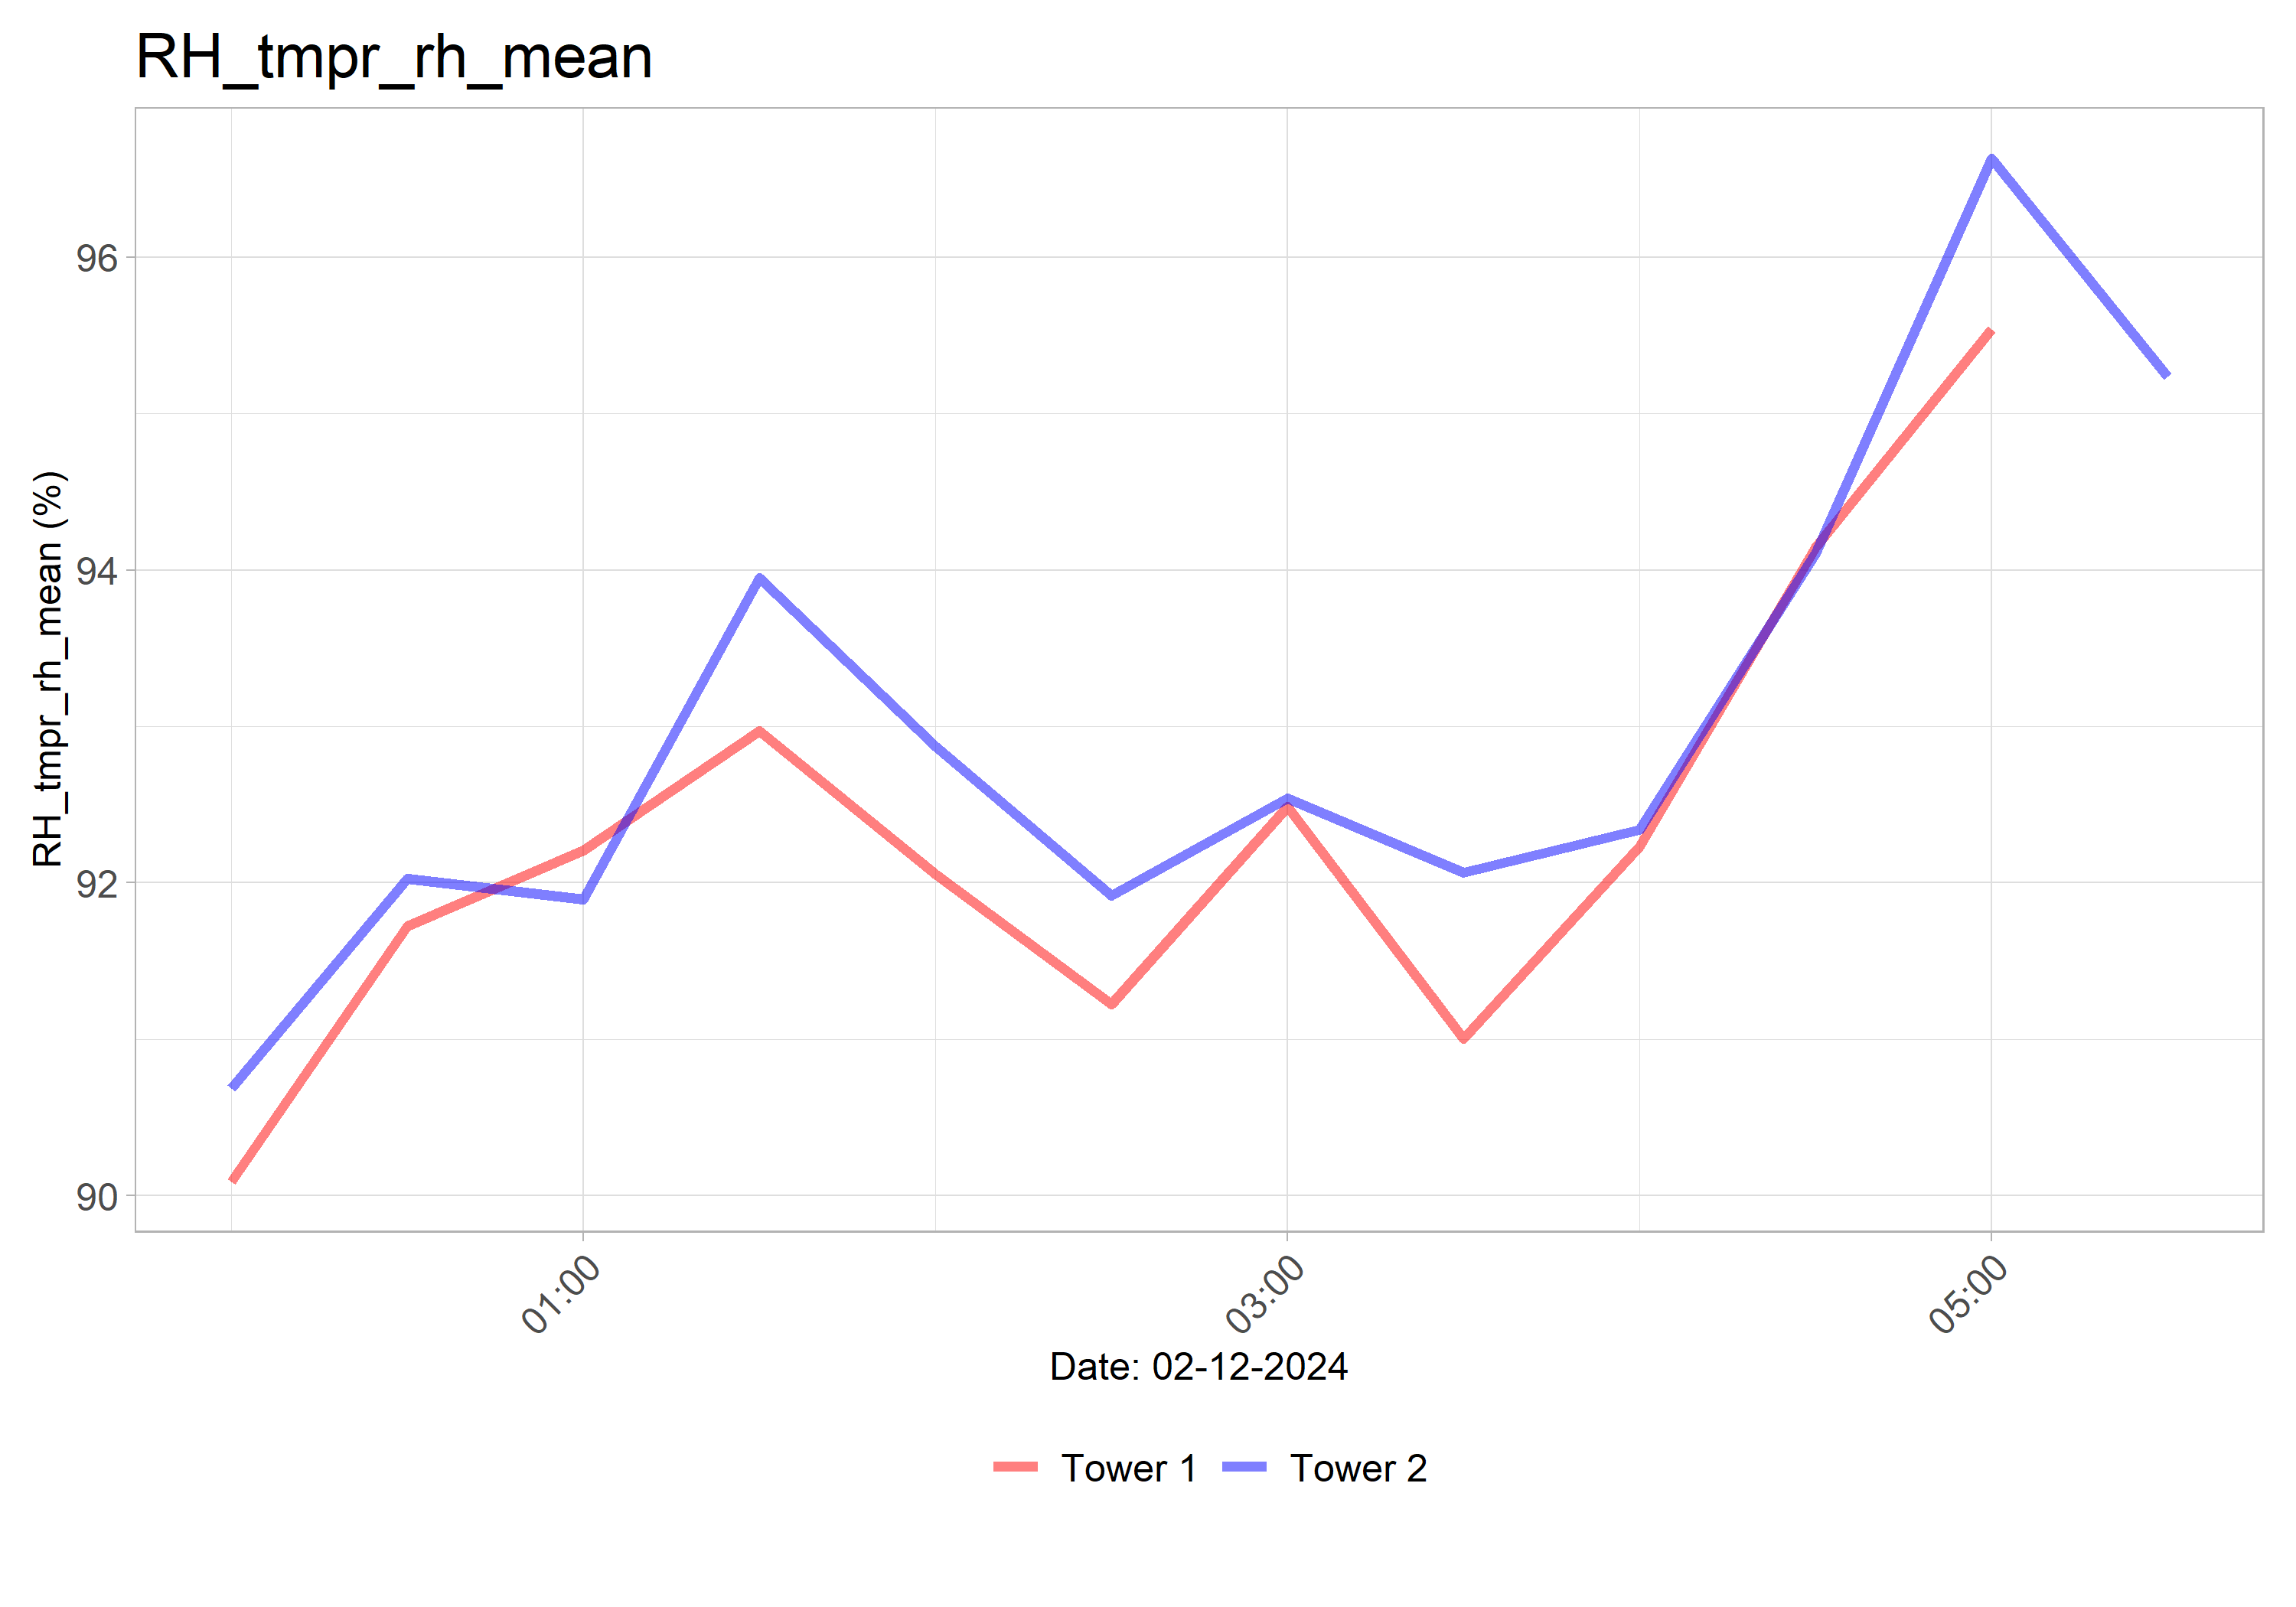 RH_tmpr_rh_mean
RH_tmpr_rh_mean (%)
96
94
92
90
01:00
03:00
05:00
Date: 02-12-2024
Tower 1
Tower 2